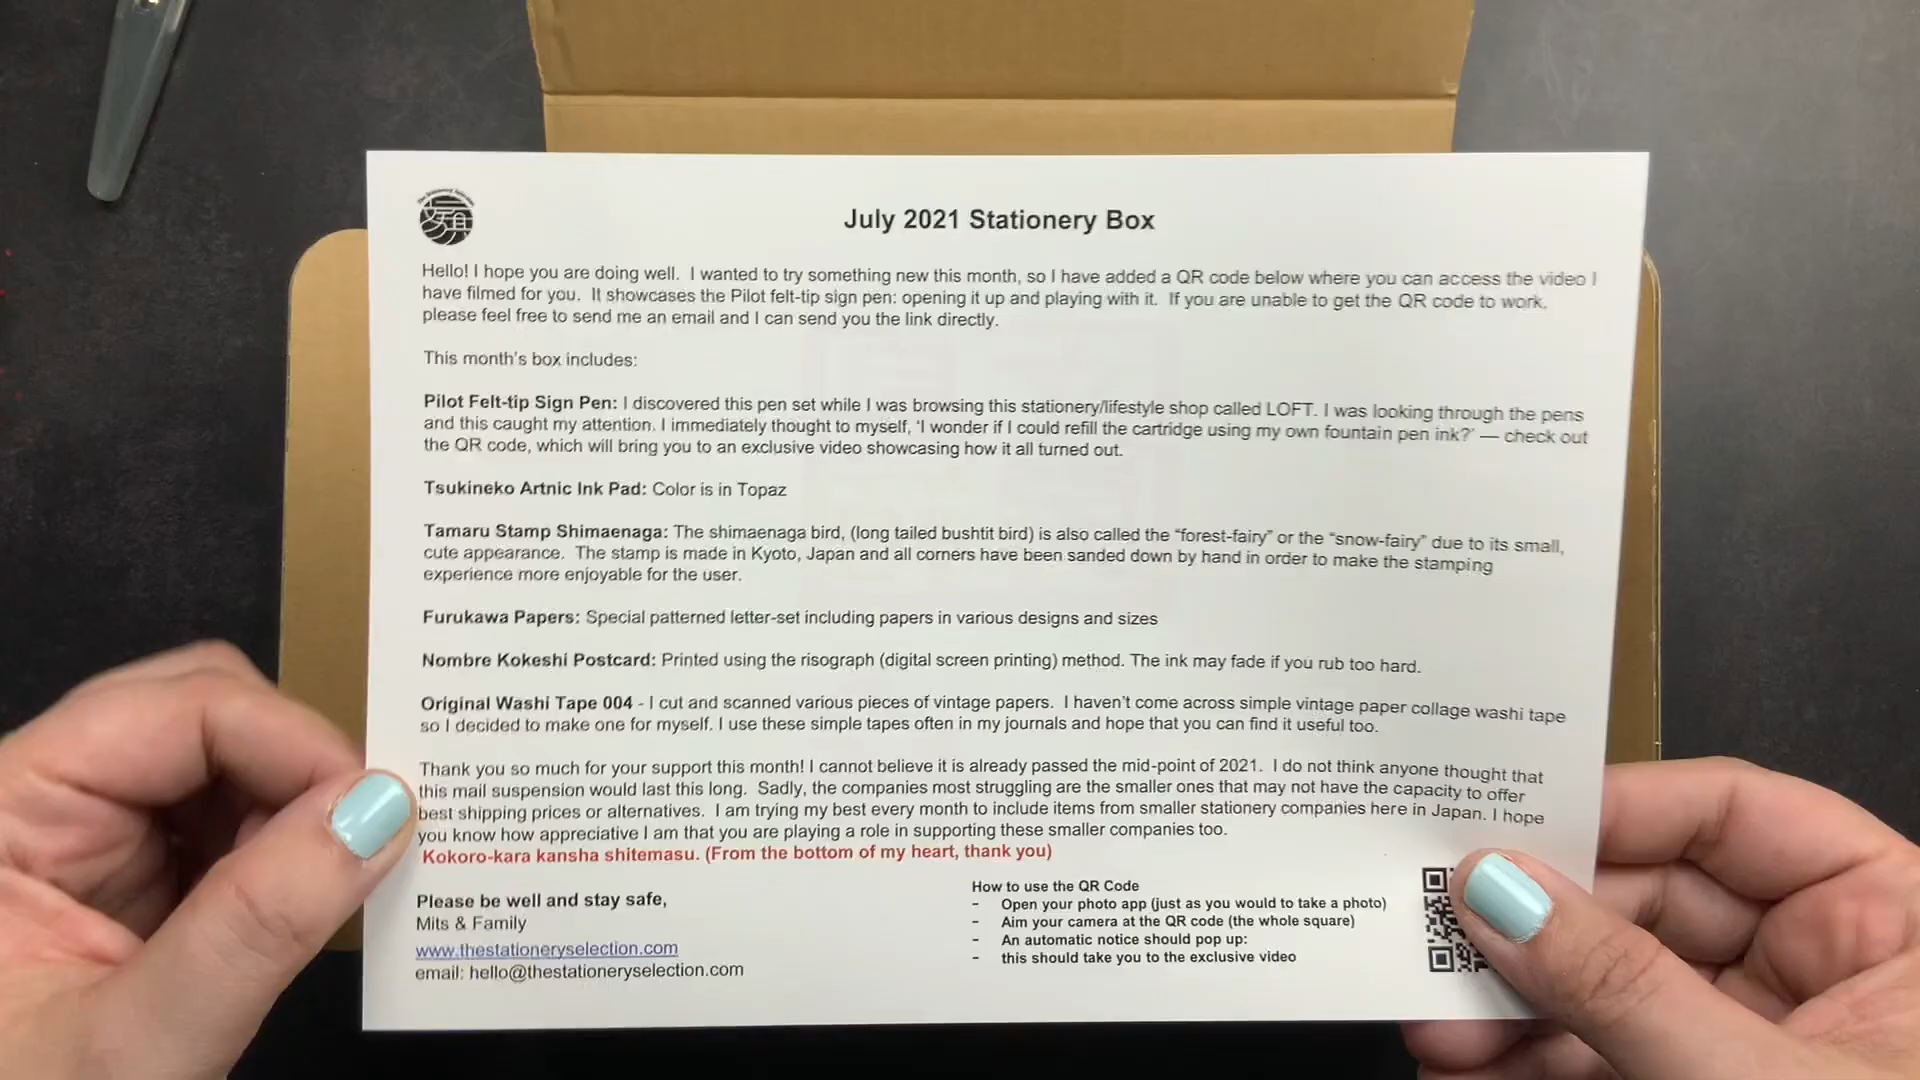 July 2021 Stationery Box
Hello! I hope you are doing well. I wanted to try something new this month, so I have added a QR code below where you can access the video I
have filmed for you. It showcases the Pilot felt-tip sign pen: opening it up and playing with it. If you are unable to get the QR code to work,
please feel free to send me an email and I can send you the link directly.
This month's box includes:
Pilot Felt-tip Sign Pen: I discovered this pen set while I was browsing this stationery/lifestyle shop called LOFT. I was looking through the pens
and this caught my attention. I immediately thought to myself, 'I wonder if I could refill the cartridge using my own fountain pen ink?' — check out
the QR code, which will bring you to an exclusive video showcasing how it all turned out.
Tsukineko Artnic Ink Pad: Color is in Topaz
Tamaru Stamp Shimaenaga: The shimaenaga bird, (long tailed bushtit bird) is also called the “forest-fairy” or the “snow-fairy” due to its small,
cute appearance. The stamp is made in Kyoto, Japan and all corners have been sanded down by hand in order to make the stamping
experience more enjoyable for the user.
Furukawa Papers: Special patterned letter-set including papers in various designs and sizes
Nombre Kokeshi Postcard: Printed using the risograph (digital screen printing) method. The ink may fade if you rub too hard.
Original Washi Tape 004 - I cut and scanned various pieces of vintage papers. I haven't come across simple vintage paper collage washi tape
so I decided to make one for myself. I use these simple tapes often in my journals and hope that you can find it useful too.
Thank you so much for your support this month! I cannot believe it is already passed the mid-point of 2021. I do not think anyone thought that
this mail suspension would last this long. Sadly, the companies most struggling are the smaller ones that may not have the capacity to offer
best shipping prices or alternatives. I am trying my best every month to include items from smaller stationery companies here in Japan. I hope
you know how appreciative I am that you are playing a role in supporting these smaller companies too.
Kokoro-kara kansha shitemasu. (From the bottom of my heart, thank you)
Please be well and stay safe,
Mits & Family
www.thestationeryselection.com
email: hello@thestationeryselection.com
How to use the QR Code
- Open your photo app (just as you would to take a photo)
- Aim your camera at the QR code (the whole square)
- An automatic notice should pop up:
- this should take you to the exclusive video